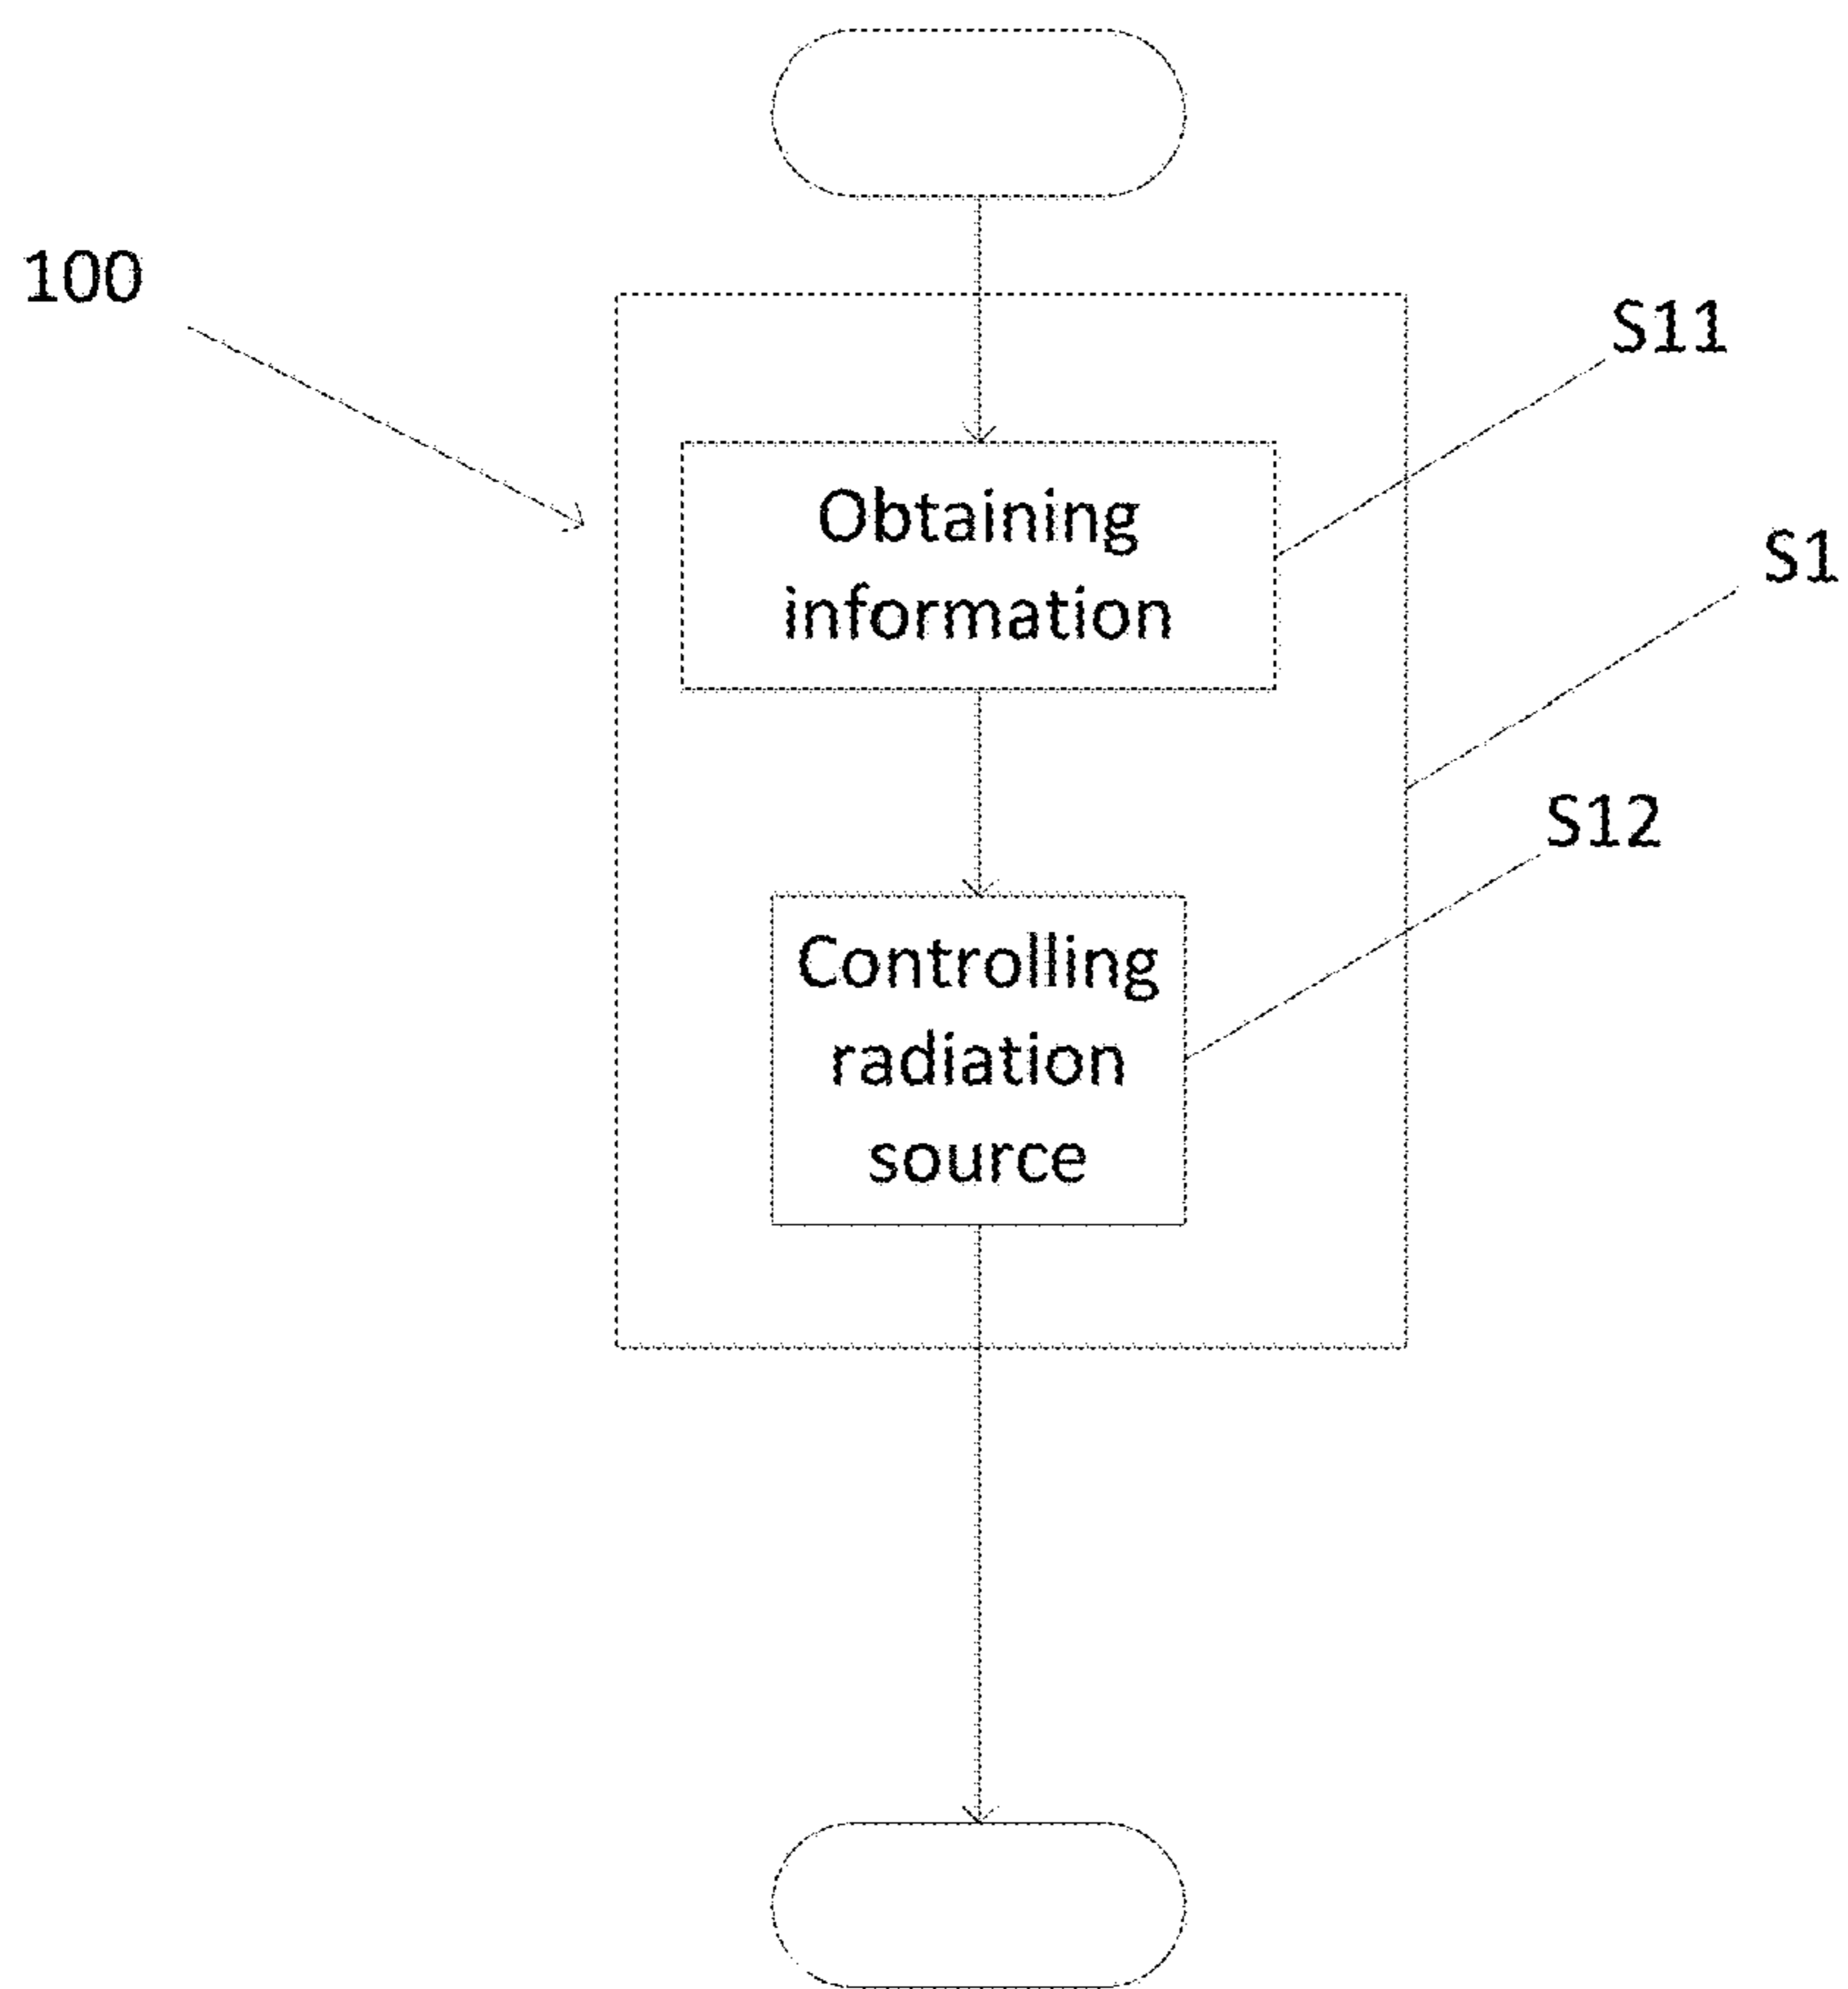 100
S11
Obtaining
information
S1
S12
Controlling
radiation
source